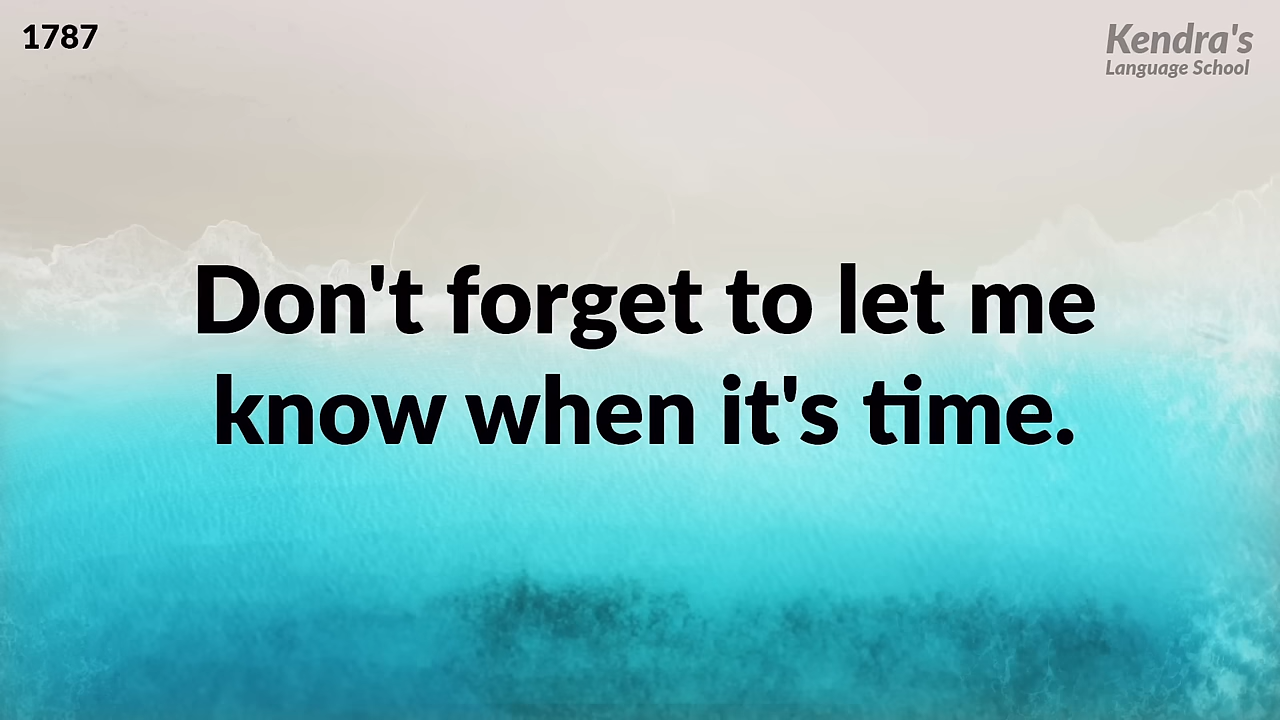 1787
Kendra's
Language School
Don't forget to let me
know when it's time.